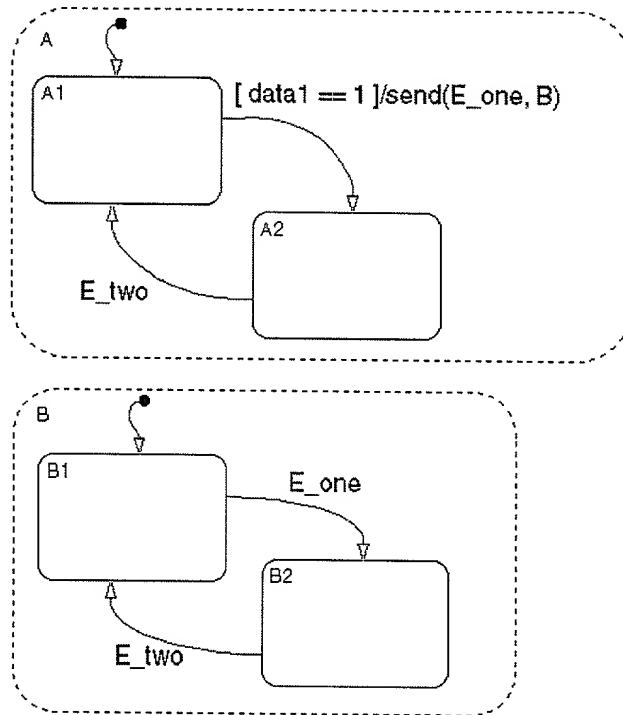 A
A1
[ data1 == 1 ]/send(E_one, B)
A2
E_two
B
B1
E_one
B2
E_two